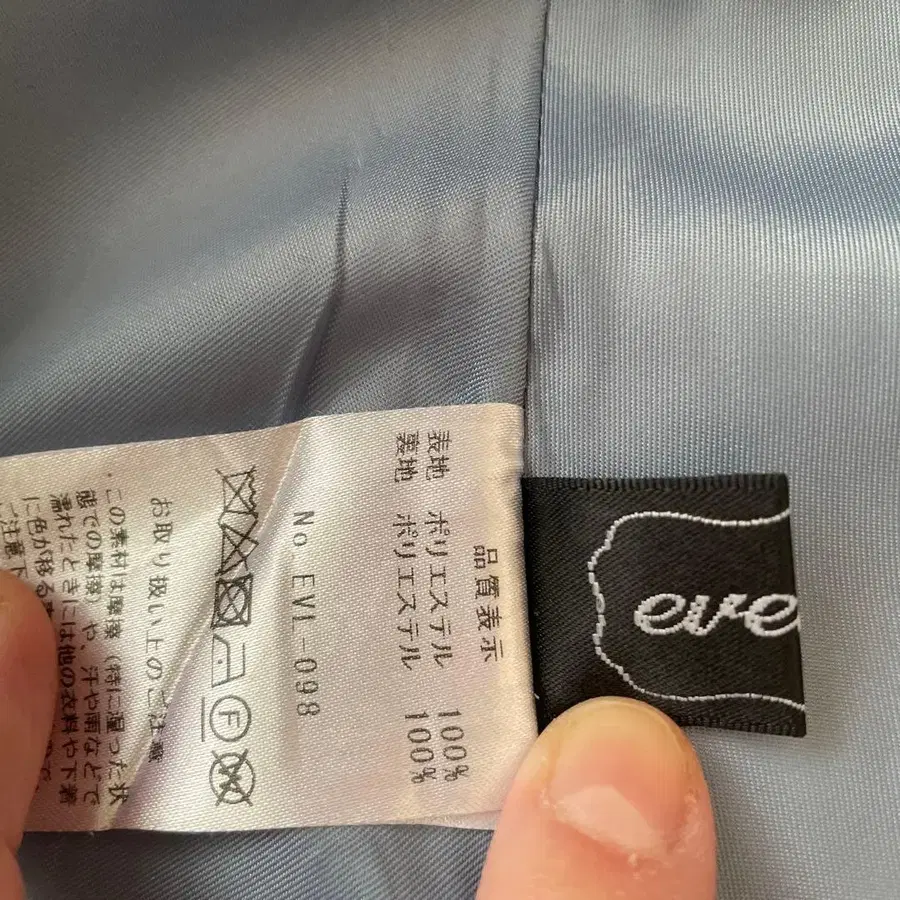 品質表示
表地 ポリエステル 100%
裏地 ポリエステル 100%
No.EVL-098
F
W
お取り扱い上のご注意
この素材は摩擦(特に湿った状
態での摩擦)や、汗や雨などで
濡れたときには他の衣料や下着
に色が移る
eve